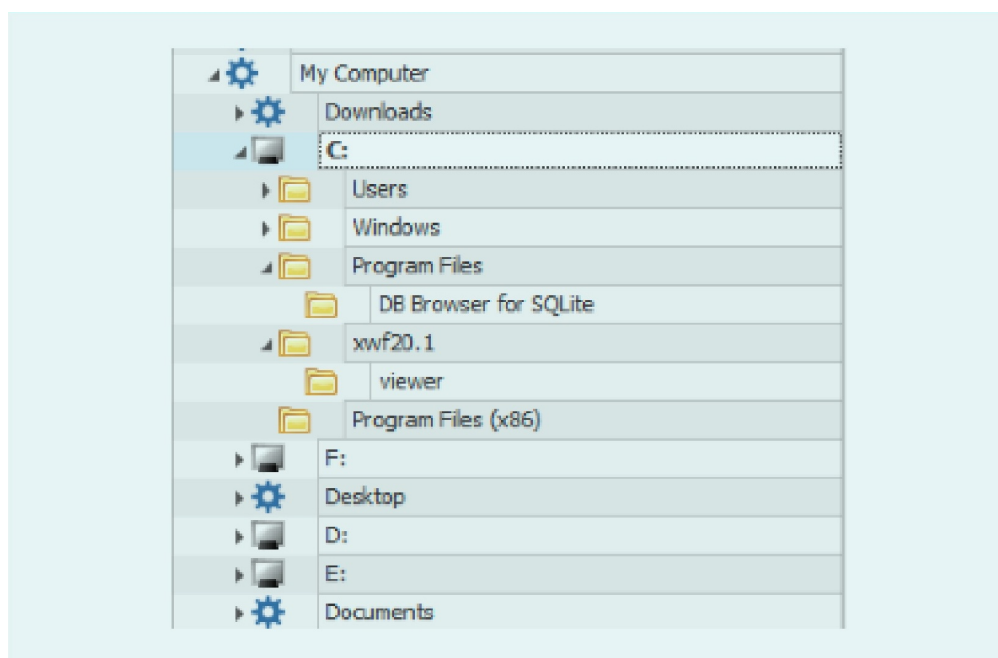 My Computer
Downloads
C:
Users
Windows
Program Files
DB Browser for SQLite
xwf20.1
viewer
Program Files (x86)
F:
Desktop
D:
E:
Documents